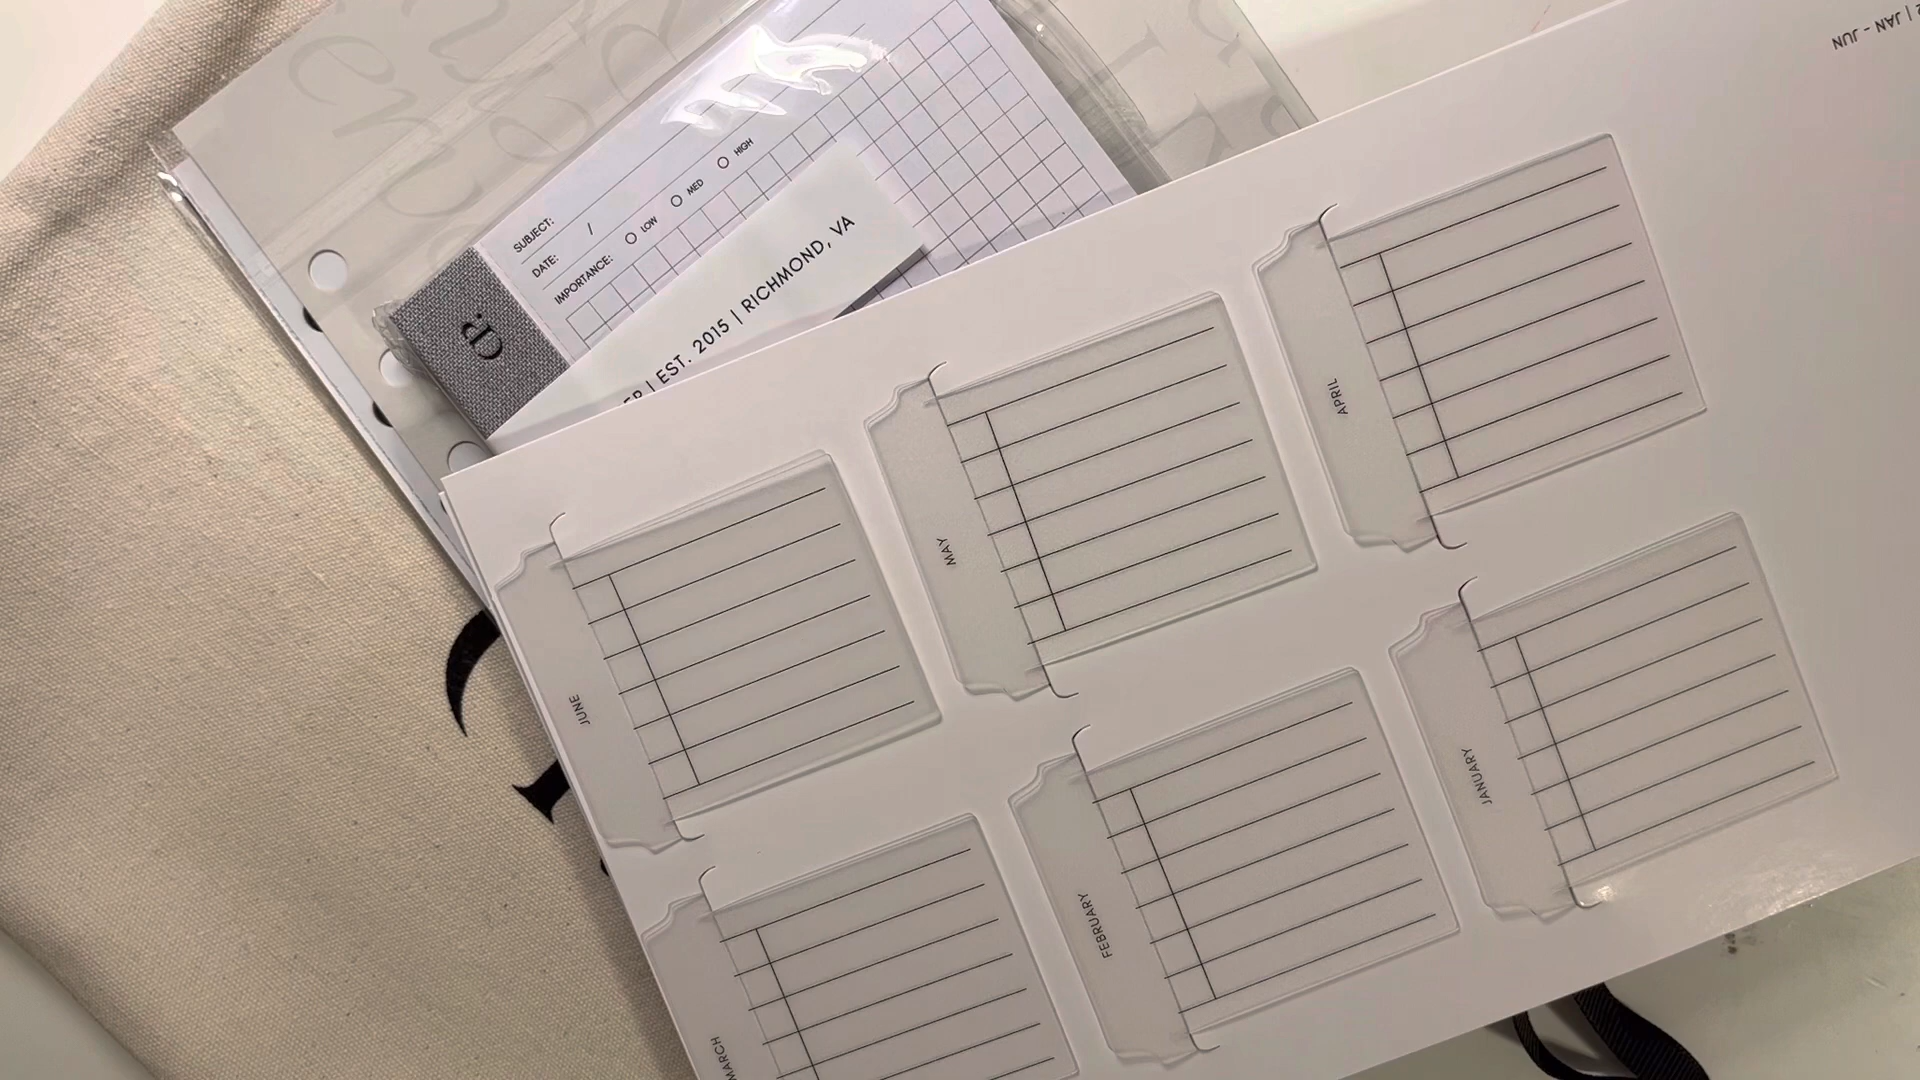 SUBJECT:
DATE: /
IMPORTANCE: LOW MED HIGH
cp.
EST. 2015 | RICHMOND, VA
| JAN - JUN
APRIL
MAY
JUNE
JANUARY
FEBRUARY
MARCH